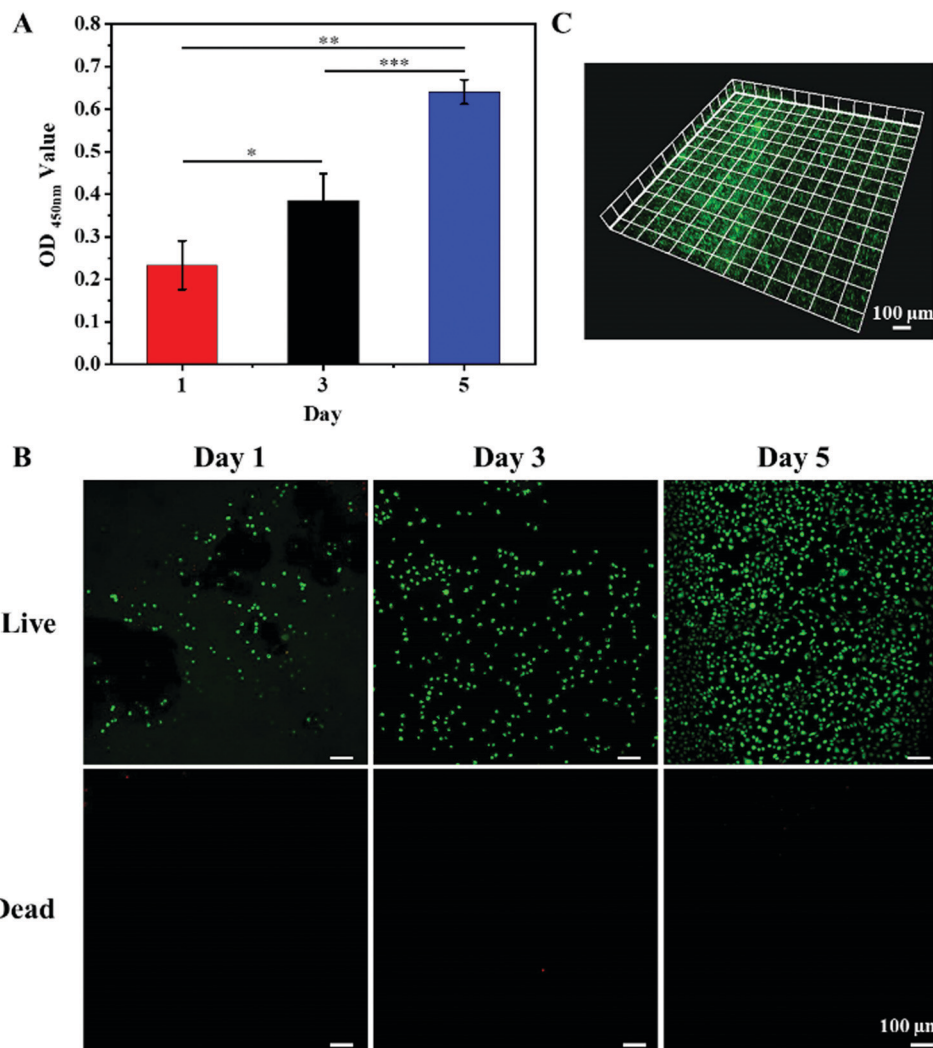 A
0.8
0.7
0.6
0.5
0.4
0.3
0.2
0.1
0.0
OD 450nm Value
**
***
*
1 3 5
Day
C
100 μm
B
Day 1 Day 3 Day 5
Live
Dead
100 μm